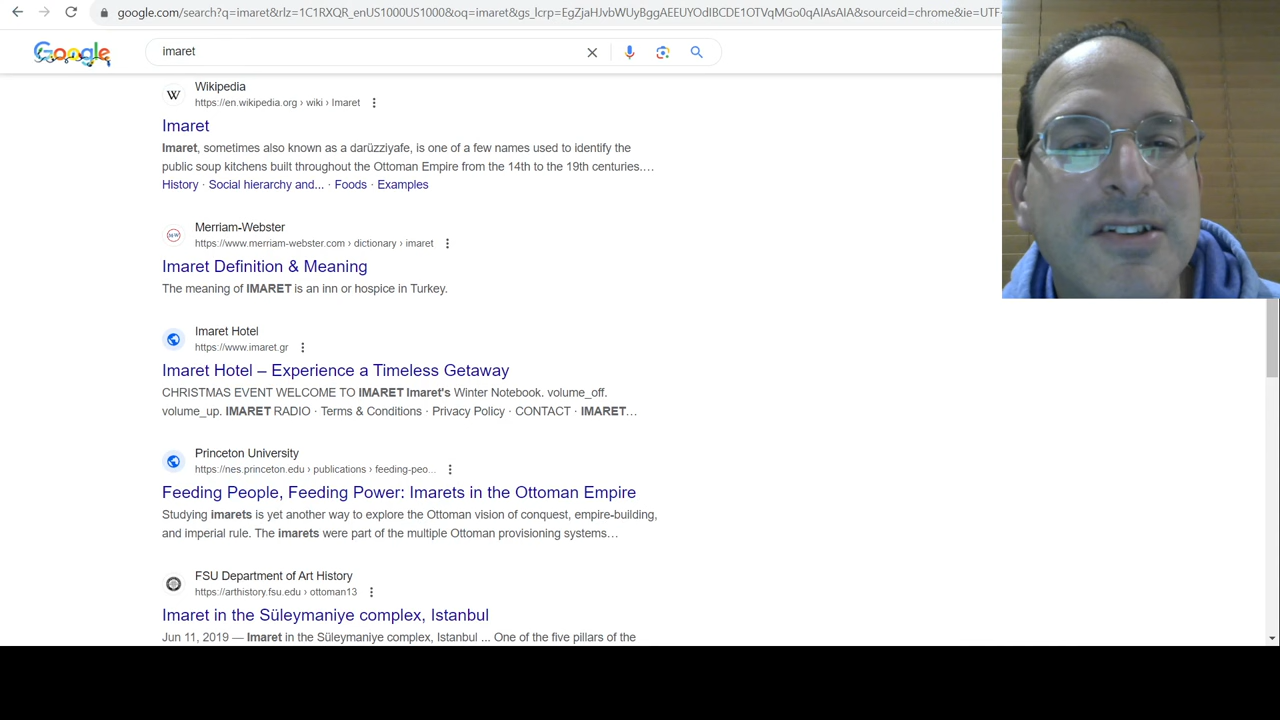 google.com/search?q=imaret&rlz=1C1RXQR_enUS1000US1000&oq=imaret&gs_lcrp=EgZjaHJvbWUyBggAEEUYOdIBCDE1OTVqMGo0qAIAsAIA&sourceid=chrome&ie=UTF
Google
imaret
Wikipedia
https://en.wikipedia.org › wiki › Imaret
Imaret
Imaret, sometimes also known as a darüzziyafe, is one of a few names used to identify the
public soup kitchens built throughout the Ottoman Empire from the 14th to the 19th centuries.…
History · Social hierarchy and... · Foods · Examples
Merriam-Webster
https://www.merriam-webster.com › dictionary › imaret
Imaret Definition & Meaning
The meaning of IMARET is an inn or hospice in Turkey.
Imaret Hotel
https://www.imaret.gr
Imaret Hotel – Experience a Timeless Getaway
CHRISTMAS EVENT WELCOME TO IMARET Imaret's Winter Notebook. volume_off.
volume_up. IMARET RADIO · Terms & Conditions · Privacy Policy · CONTACT · IMARET…
Princeton University
https://nes.princeton.edu › publications › feeding-peo...
Feeding People, Feeding Power: Imarets in the Ottoman Empire
Studying imarets is yet another way to explore the Ottoman vision of conquest, empire-building,
and imperial rule. The imarets were part of the multiple Ottoman provisioning systems…
FSU Department of Art History
https://arthistory.fsu.edu › ottoman13
Imaret in the Süleymaniye complex, Istanbul
Jun 11, 2019 — Imaret in the Süleymaniye complex, Istanbul ... One of the five pillars of the